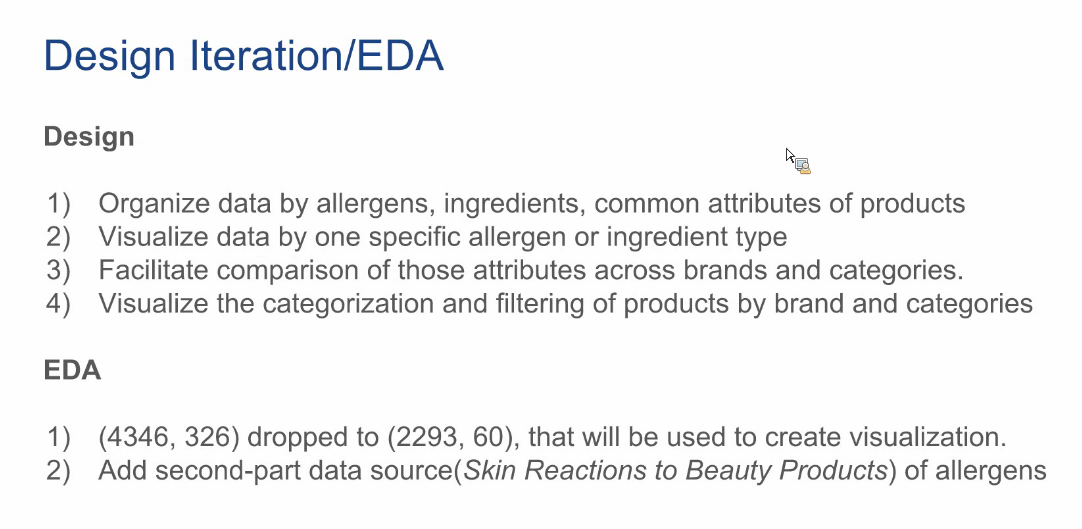 Design Iteration/EDA
Design
1) Organize data by allergens, ingredients, common attributes of products
2) Visualize data by one specific allergen or ingredient type
3) Facilitate comparison of those attributes across brands and categories.
4) Visualize the categorization and filtering of products by brand and categories
EDA
1) (4346, 326) dropped to (2293, 60), that will be used to create visualization.
2) Add second-part data source(Skin Reactions to Beauty Products) of allergens